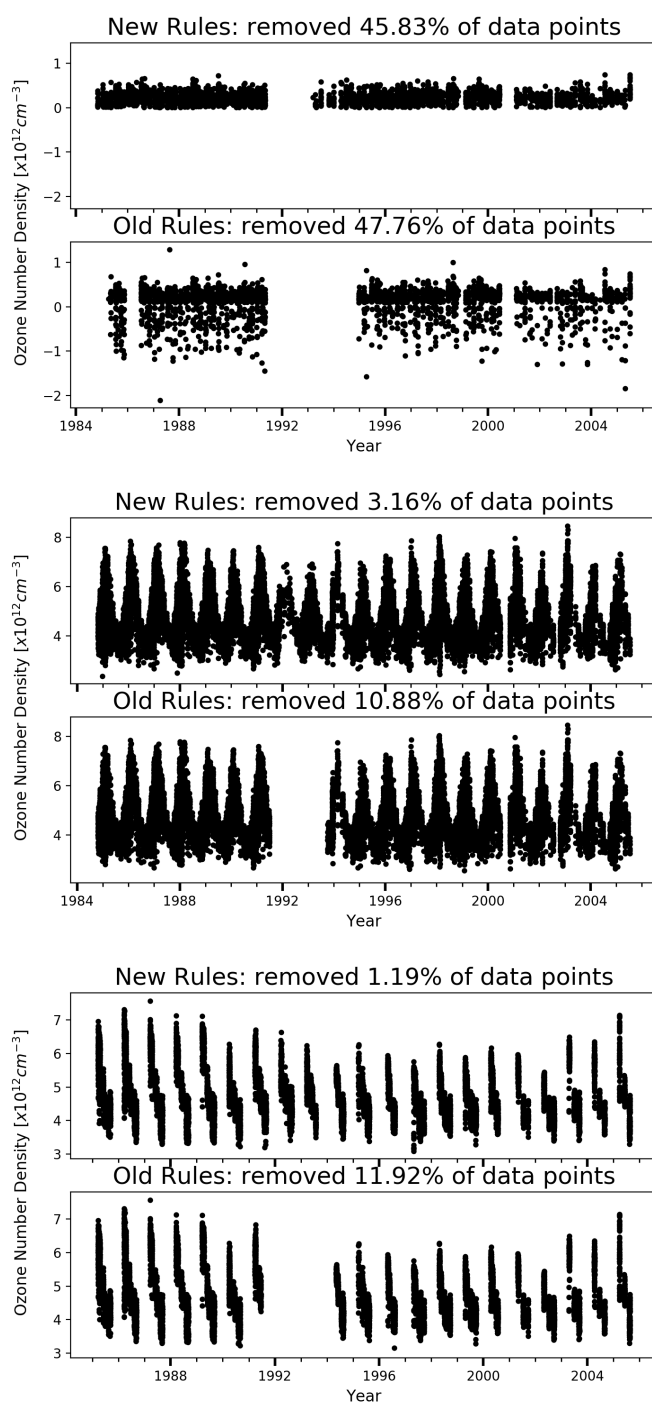 New Rules: removed 45.83% of data points
1
0
−1
−2
Old Rules: removed 47.76% of data points
1
0
−1
−2
Ozone Number Density [x10¹²cm⁻³]
1984 1988 1992 1996 2000 2004
Year
New Rules: removed 3.16% of data points
8
6
4
Old Rules: removed 10.88% of data points
8
6
4
Ozone Number Density [x10¹²cm⁻³]
1984 1988 1992 1996 2000 2004
Year
New Rules: removed 1.19% of data points
7
6
5
4
3
Old Rules: removed 11.92% of data points
7
6
5
4
3
Ozone Number Density [x10¹²cm⁻³]
1988 1992 1996 2000 2004
Year